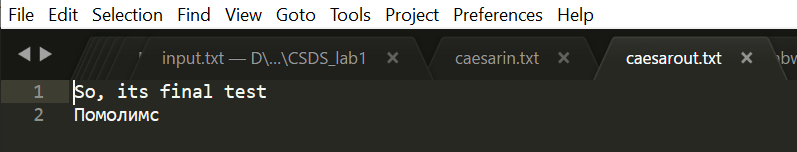 File Edit Selection Find View Goto Tools Project Preferences Help
input.txt — D\...\CSDS_lab1 × caesarin.txt × caesarout.txt ×
1 So, its final test
2 Помолимс